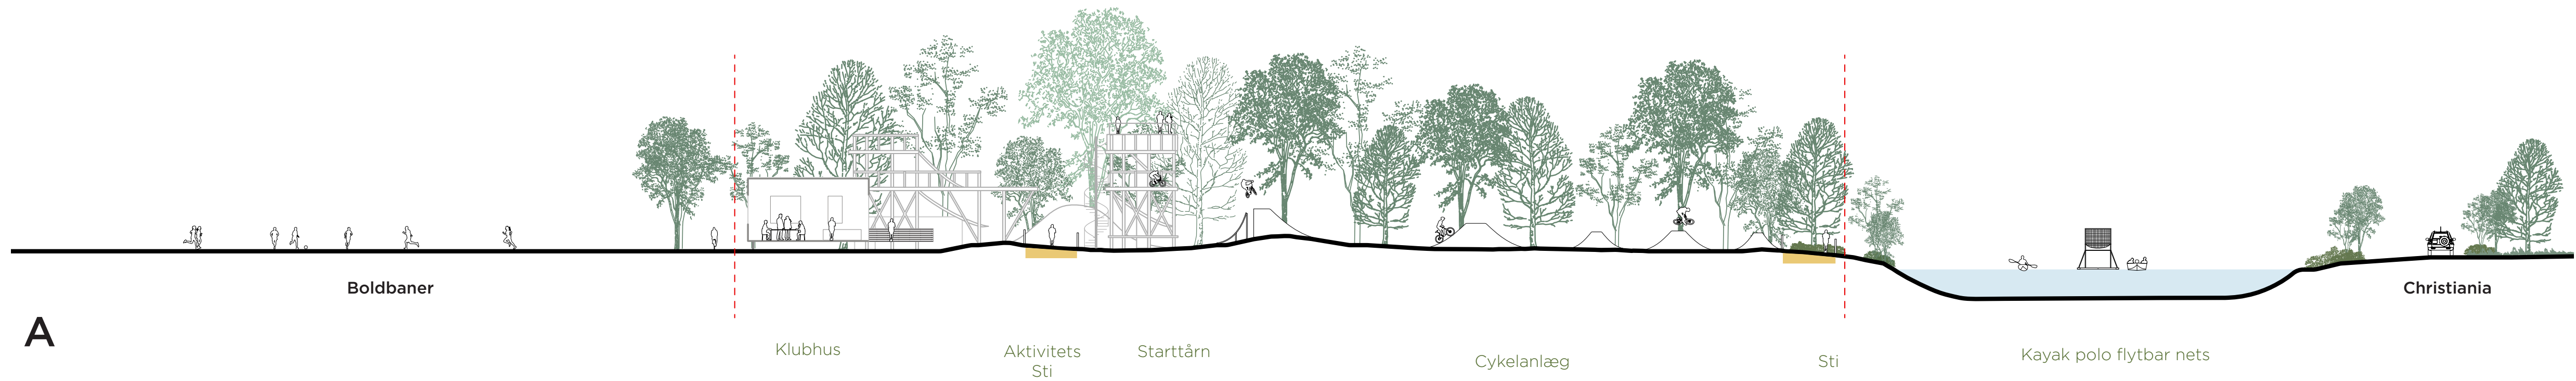 Boldbaner
Christiania
A
Klubhus
Aktivitets
Sti
Starttårn
Cykelanlæg
Sti
Kayak polo flytbar nets